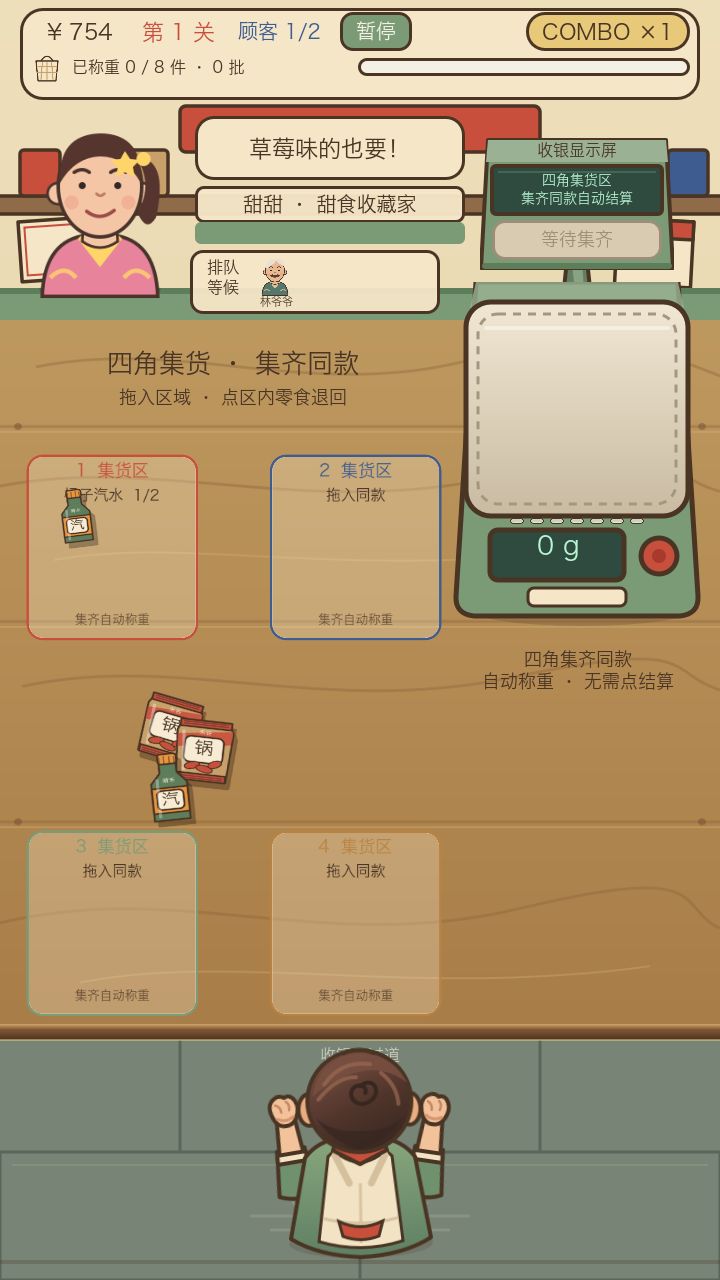 ¥ 754 第 1 关 顾客 1/2 暂停 COMBO ×1
已称重 0 / 8 件 · 0 批
草莓味的也要！
甜甜 · 甜食收藏家
排队
等候
林爷爷
收银显示屏
四角集货区
集齐同款自动结算
等待集齐
四角集货 · 集齐同款
拖入区域 · 点区内零食退回
1 集货区
子汽水 1/2
汽
集齐自动称重
2 集货区
拖入同款
集齐自动称重
0 g
四角集齐同款
自动称重 · 无需点结算
锅
锅
汽
3 集货区
拖入同款
集齐自动称重
4 集货区
拖入同款
集齐自动称重
收银 道